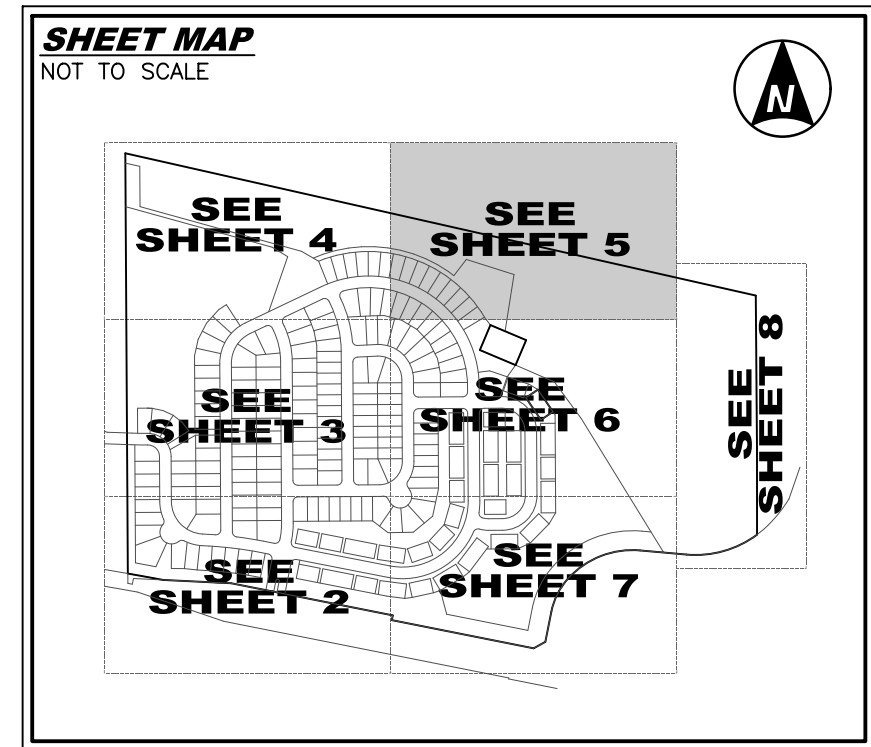 SHEET MAP
NOT TO SCALE
N
SEE
SHEET 4
SEE
SHEET 5
SEE
SHEET 8
SEE
SHEET 3
SEE
SHEET 6
SEE
SHEET 2
SEE
SHEET 7